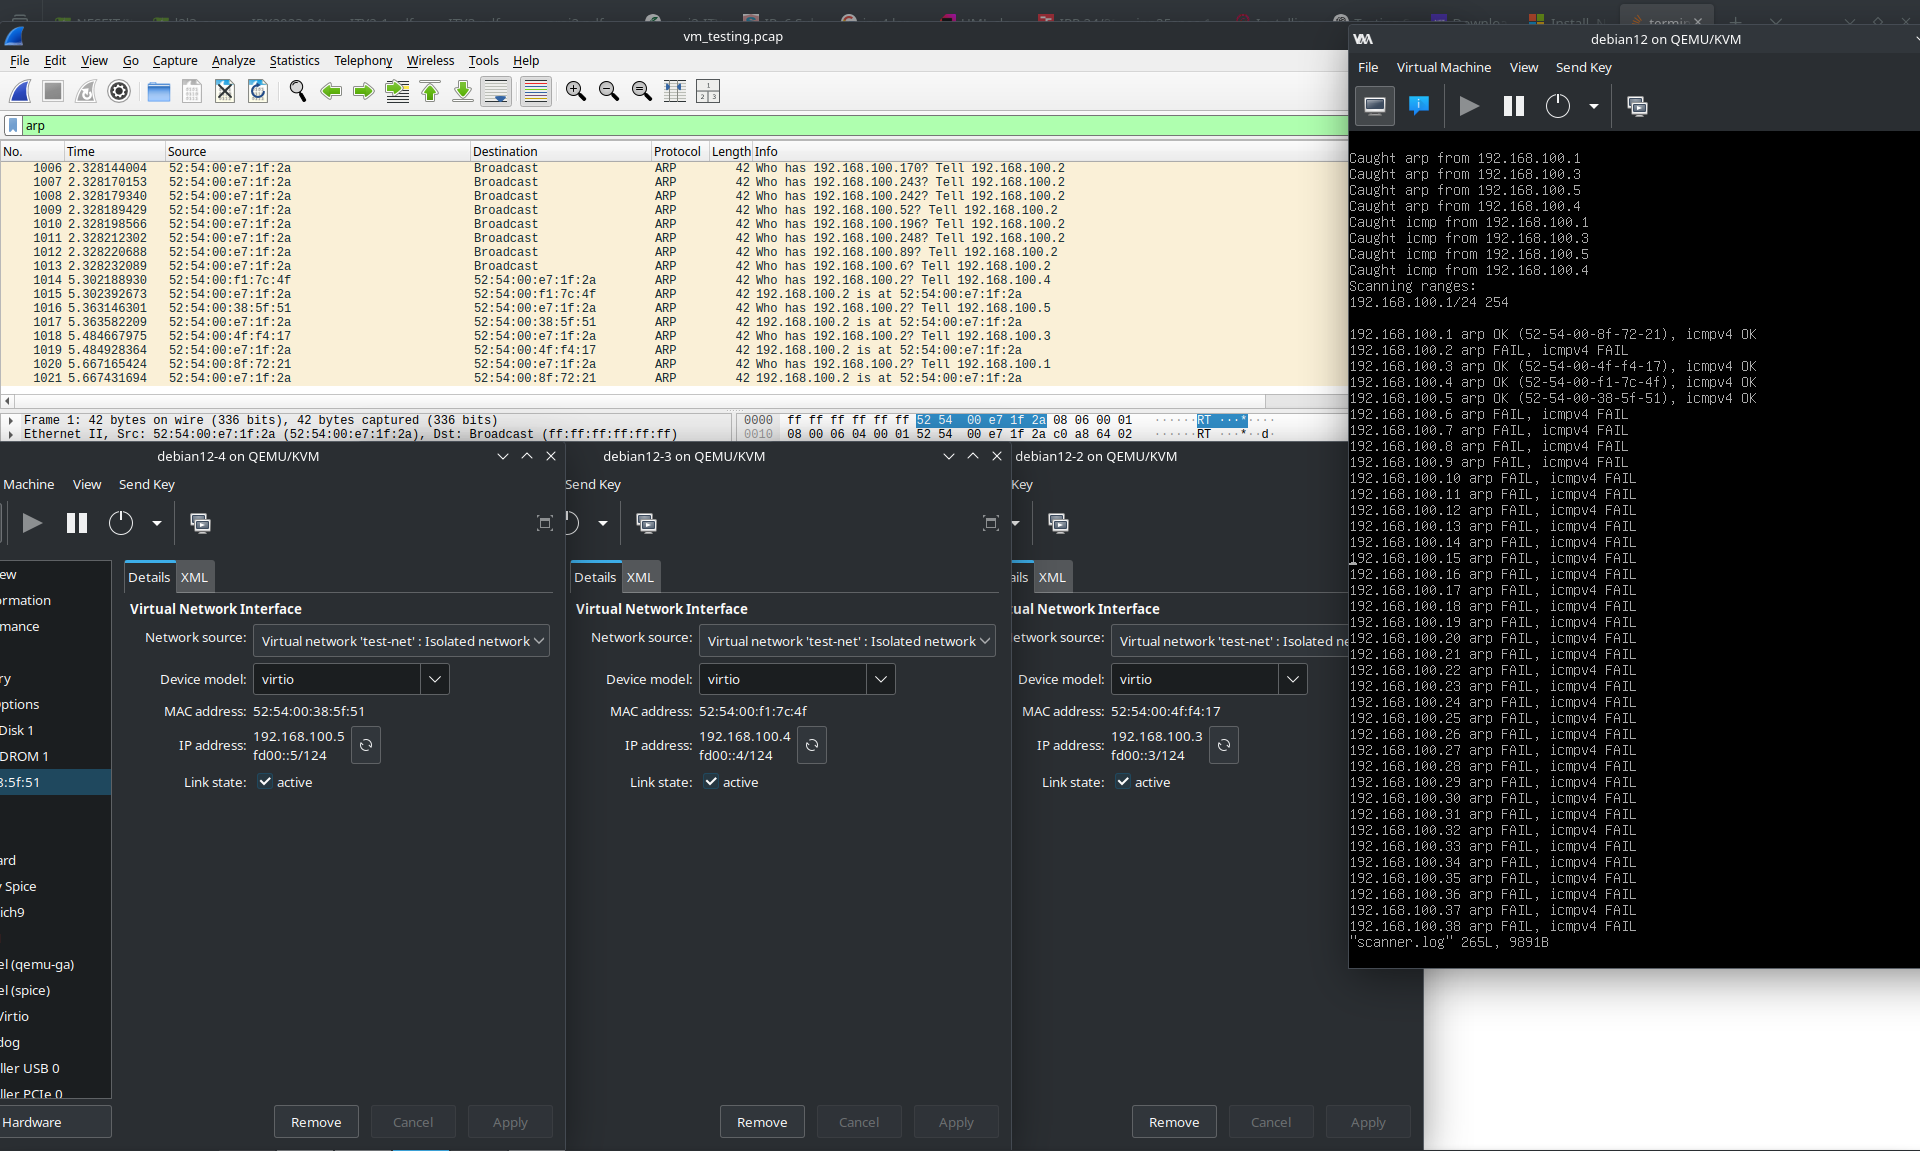 vm_testing.pcap
File Edit View Go Capture Analyze Statistics Telephony Wireless Tools Help
arp
No. Time Source Destination Protocol Length Info
1006 2.328144004 52:54:00:e7:1f:2a Broadcast ARP 42 Who has 192.168.100.170? Tell 192.168.100.2
1007 2.328170153 52:54:00:e7:1f:2a Broadcast ARP 42 Who has 192.168.100.243? Tell 192.168.100.2
1008 2.328179340 52:54:00:e7:1f:2a Broadcast ARP 42 Who has 192.168.100.242? Tell 192.168.100.2
1009 2.328189429 52:54:00:e7:1f:2a Broadcast ARP 42 Who has 192.168.100.52? Tell 192.168.100.2
1010 2.328198566 52:54:00:e7:1f:2a Broadcast ARP 42 Who has 192.168.100.196? Tell 192.168.100.2
1011 2.328212302 52:54:00:e7:1f:2a Broadcast ARP 42 Who has 192.168.100.248? Tell 192.168.100.2
1012 2.328220688 52:54:00:e7:1f:2a Broadcast ARP 42 Who has 192.168.100.89? Tell 192.168.100.2
1013 2.328232089 52:54:00:e7:1f:2a Broadcast ARP 42 Who has 192.168.100.6? Tell 192.168.100.2
1014 5.302188930 52:54:00:f1:7c:4f 52:54:00:e7:1f:2a ARP 42 Who has 192.168.100.2? Tell 192.168.100.4
1015 5.302392673 52:54:00:e7:1f:2a 52:54:00:f1:7c:4f ARP 42 192.168.100.2 is at 52:54:00:e7:1f:2a
1016 5.363146301 52:54:00:38:5f:51 52:54:00:e7:1f:2a ARP 42 Who has 192.168.100.2? Tell 192.168.100.5
1017 5.363582209 52:54:00:e7:1f:2a 52:54:00:38:5f:51 ARP 42 192.168.100.2 is at 52:54:00:e7:1f:2a
1018 5.484667975 52:54:00:4f:f4:17 52:54:00:e7:1f:2a ARP 42 Who has 192.168.100.2? Tell 192.168.100.3
1019 5.484928364 52:54:00:e7:1f:2a 52:54:00:4f:f4:17 ARP 42 192.168.100.2 is at 52:54:00:e7:1f:2a
1020 5.667165424 52:54:00:8f:72:21 52:54:00:e7:1f:2a ARP 42 Who has 192.168.100.2? Tell 192.168.100.1
1021 5.667431694 52:54:00:e7:1f:2a 52:54:00:8f:72:21 ARP 42 192.168.100.2 is at 52:54:00:e7:1f:2a
Frame 1: 42 bytes on wire (336 bits), 42 bytes captured (336 bits)
Ethernet II, Src: 52:54:00:e7:1f:2a (52:54:00:e7:1f:2a), Dst: Broadcast (ff:ff:ff:ff:ff:ff)
0000 ff ff ff ff ff ff 52 54 00 e7 1f 2a 08 06 00 01 ······RT ···*····
0010 08 00 06 04 00 01 52 54 00 e7 1f 2a c0 a8 64 02 ······RT ···*··d·
debian12 on QEMU/KVM
File Virtual Machine View Send Key
Caught arp from 192.168.100.1
Caught arp from 192.168.100.3
Caught arp from 192.168.100.5
Caught arp from 192.168.100.4
Caught icmp from 192.168.100.1
Caught icmp from 192.168.100.3
Caught icmp from 192.168.100.5
Caught icmp from 192.168.100.4
Scanning ranges:
192.168.100.1/24 254
192.168.100.1 arp OK (52-54-00-8f-72-21), icmpv4 OK
192.168.100.2 arp FAIL, icmpv4 FAIL
192.168.100.3 arp OK (52-54-00-4f-f4-17), icmpv4 OK
192.168.100.4 arp OK (52-54-00-f1-7c-4f), icmpv4 OK
192.168.100.5 arp OK (52-54-00-38-5f-51), icmpv4 OK
192.168.100.6 arp FAIL, icmpv4 FAIL
192.168.100.7 arp FAIL, icmpv4 FAIL
192.168.100.8 arp FAIL, icmpv4 FAIL
192.168.100.9 arp FAIL, icmpv4 FAIL
192.168.100.10 arp FAIL, icmpv4 FAIL
192.168.100.11 arp FAIL, icmpv4 FAIL
192.168.100.12 arp FAIL, icmpv4 FAIL
192.168.100.13 arp FAIL, icmpv4 FAIL
192.168.100.14 arp FAIL, icmpv4 FAIL
192.168.100.15 arp FAIL, icmpv4 FAIL
192.168.100.16 arp FAIL, icmpv4 FAIL
192.168.100.17 arp FAIL, icmpv4 FAIL
192.168.100.18 arp FAIL, icmpv4 FAIL
192.168.100.19 arp FAIL, icmpv4 FAIL
192.168.100.20 arp FAIL, icmpv4 FAIL
192.168.100.21 arp FAIL, icmpv4 FAIL
192.168.100.22 arp FAIL, icmpv4 FAIL
192.168.100.23 arp FAIL, icmpv4 FAIL
192.168.100.24 arp FAIL, icmpv4 FAIL
192.168.100.25 arp FAIL, icmpv4 FAIL
192.168.100.26 arp FAIL, icmpv4 FAIL
192.168.100.27 arp FAIL, icmpv4 FAIL
192.168.100.28 arp FAIL, icmpv4 FAIL
192.168.100.29 arp FAIL, icmpv4 FAIL
192.168.100.30 arp FAIL, icmpv4 FAIL
192.168.100.31 arp FAIL, icmpv4 FAIL
192.168.100.32 arp FAIL, icmpv4 FAIL
192.168.100.33 arp FAIL, icmpv4 FAIL
192.168.100.34 arp FAIL, icmpv4 FAIL
192.168.100.35 arp FAIL, icmpv4 FAIL
192.168.100.36 arp FAIL, icmpv4 FAIL
192.168.100.37 arp FAIL, icmpv4 FAIL
192.168.100.38 arp FAIL, icmpv4 FAIL
"scanner.log" 265L, 9891B
debian12-4 on QEMU/KVM
Machine View Send Key
ew
ormation
mance
ry
ptions
Disk 1
DROM 1
8:5f:51
ard
y Spice
ich9
el (qemu-ga)
el (spice)
Virtio
dog
ller USB 0
ller PCIe 0
Hardware
Details XML
Virtual Network Interface
Network source: Virtual network 'test-net' : Isolated network
Device model: virtio
MAC address: 52:54:00:38:5f:51
IP address: 192.168.100.5
fd00::5/124
Link state: active
Remove Cancel Apply
debian12-3 on QEMU/KVM
Send Key
Details XML
Virtual Network Interface
Network source: Virtual network 'test-net' : Isolated network
Device model: virtio
MAC address: 52:54:00:f1:7c:4f
IP address: 192.168.100.4
fd00::4/124
Link state: active
Remove Cancel Apply
debian12-2 on QEMU/KVM
Key
ails XML
tual Network Interface
etwork source: Virtual network 'test-net' : Isolated ne
Device model: virtio
MAC address: 52:54:00:4f:f4:17
IP address: 192.168.100.3
fd00::3/124
Link state: active
Remove Cancel Apply